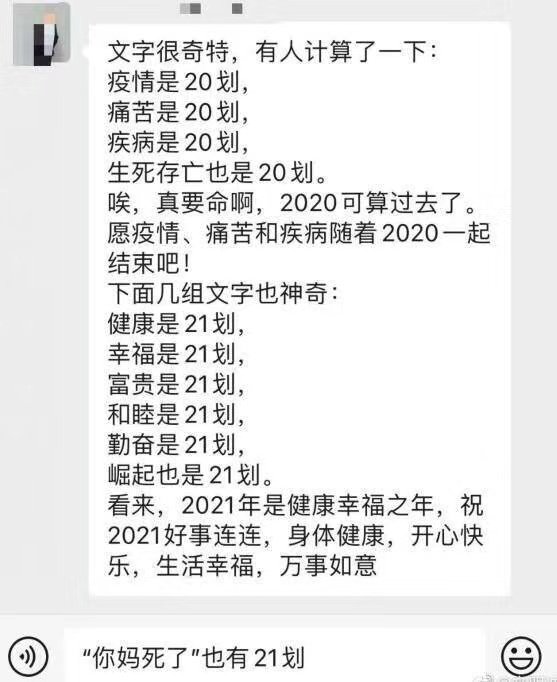 文字很奇特，有人计算了一下：
疫情是20划，
痛苦是20划，
疾病是20划，
生死存亡也是20划。
唉，真要命啊，2020可算过去了。
愿疫情、痛苦和疾病随着2020一起
结束吧！
下面几组文字也神奇：
健康是21划，
幸福是21划，
富贵是21划，
和睦是21划，
勤奋是21划，
崛起也是21划。
看来，2021年是健康幸福之年，祝
2021好事连连，身体健康，开心快
乐，生活幸福，万事如意
“你妈死了”也有21划